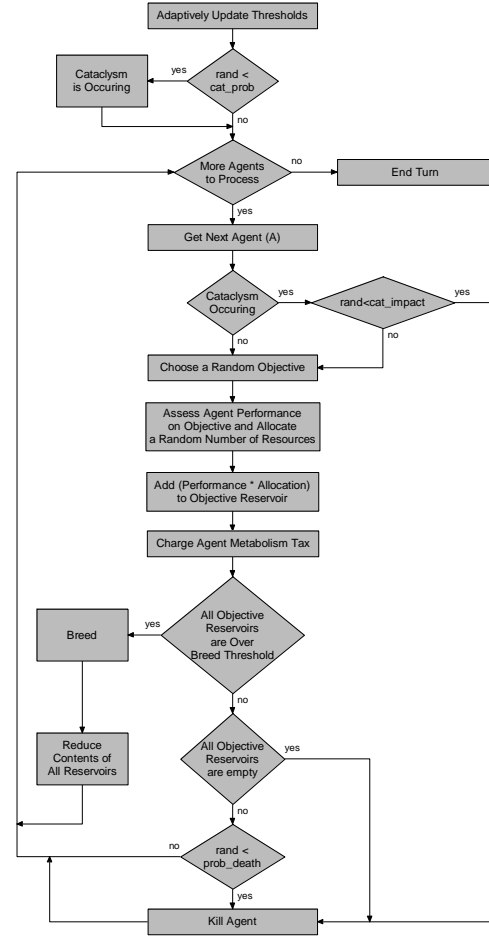 Adaptively Update Thresholds
rand <
cat_prob
yes
Cataclysm
is Occuring
no
More Agents
to Process
no
End Turn
yes
Get Next Agent (A)
Cataclysm
Occuring
yes
rand<cat_impact
yes
no
no
Choose a Random Objective
Assess Agent Performance
on Objective and Allocate
a Random Number of Resources
Add (Performance * Allocation)
to Objective Reservoir
Charge Agent Metabolism Tax
All Objective
Reservoirs
are Over
Breed Threshold
yes
Breed
no
Reduce
Contents of
All Reservoirs
All Objective
Reservoirs
are empty
yes
no
rand <
prob_death
no
yes
Kill Agent